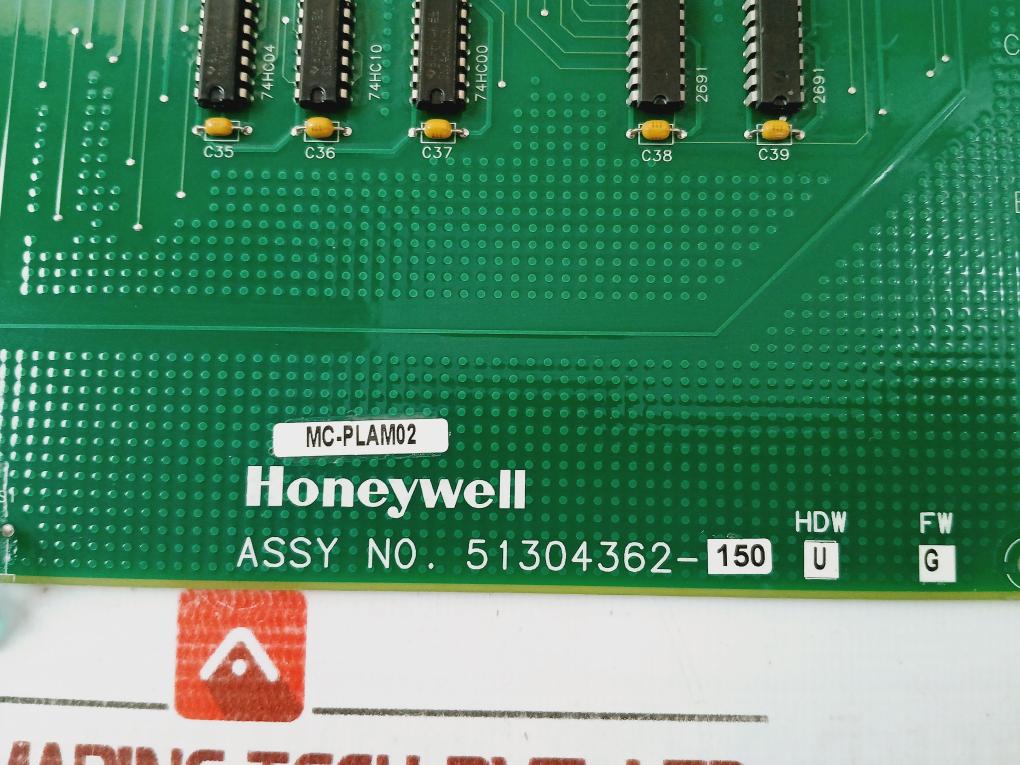 74HC04
74HC10
74HC00
2691
2691
C35
C36
C37
C38
C39
MC-PLAM02
Honeywell
ASSY NO. 51304362-150
HDW
U
FW
G